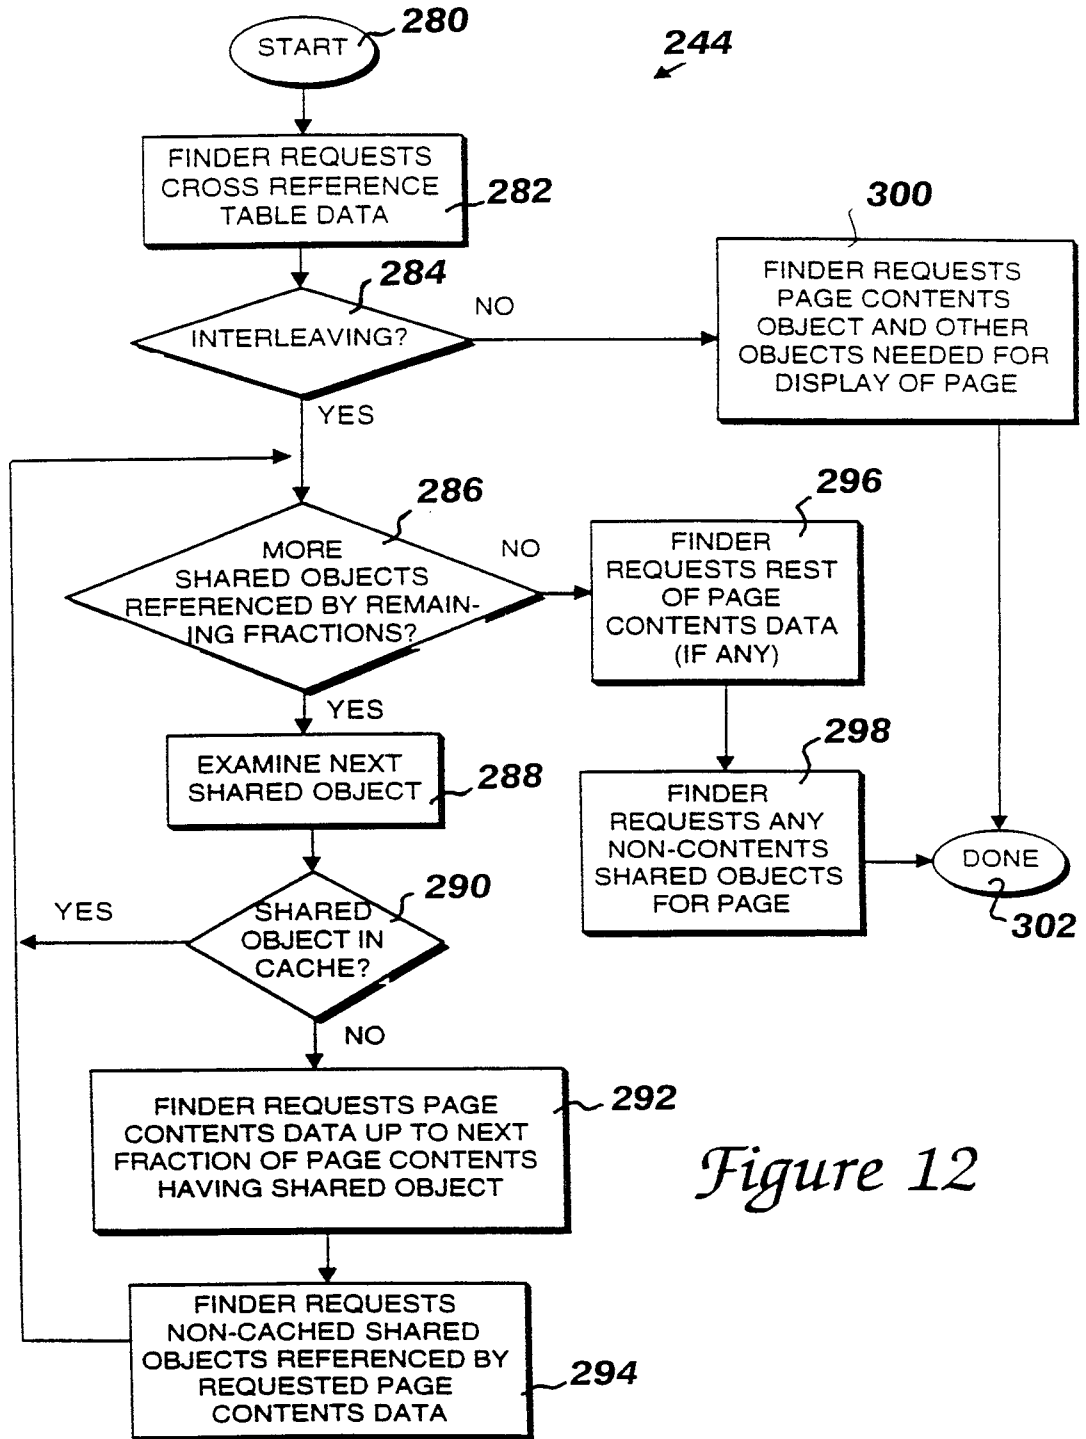 280
START
244
FINDER REQUESTS
CROSS REFERENCE
TABLE DATA
282
300
FINDER REQUESTS
PAGE CONTENTS
OBJECT AND OTHER
OBJECTS NEEDED FOR
DISPLAY OF PAGE
284
INTERLEAVING?
NO
YES
286
MORE
SHARED OBJECTS
REFERENCED BY REMAIN-
ING FRACTIONS?
NO
YES
296
FINDER
REQUESTS REST
OF PAGE
CONTENTS DATA
(IF ANY)
EXAMINE NEXT
SHARED OBJECT
288
298
FINDER
REQUESTS ANY
NON-CONTENTS
SHARED OBJECTS
FOR PAGE
DONE
302
290
SHARED
OBJECT IN
CACHE?
YES
NO
FINDER REQUESTS PAGE
CONTENTS DATA UP TO NEXT
FRACTION OF PAGE CONTENTS
HAVING SHARED OBJECT
292
Figure 12
FINDER REQUESTS
NON-CACHED SHARED
OBJECTS REFERENCED BY
REQUESTED PAGE
CONTENTS DATA
294